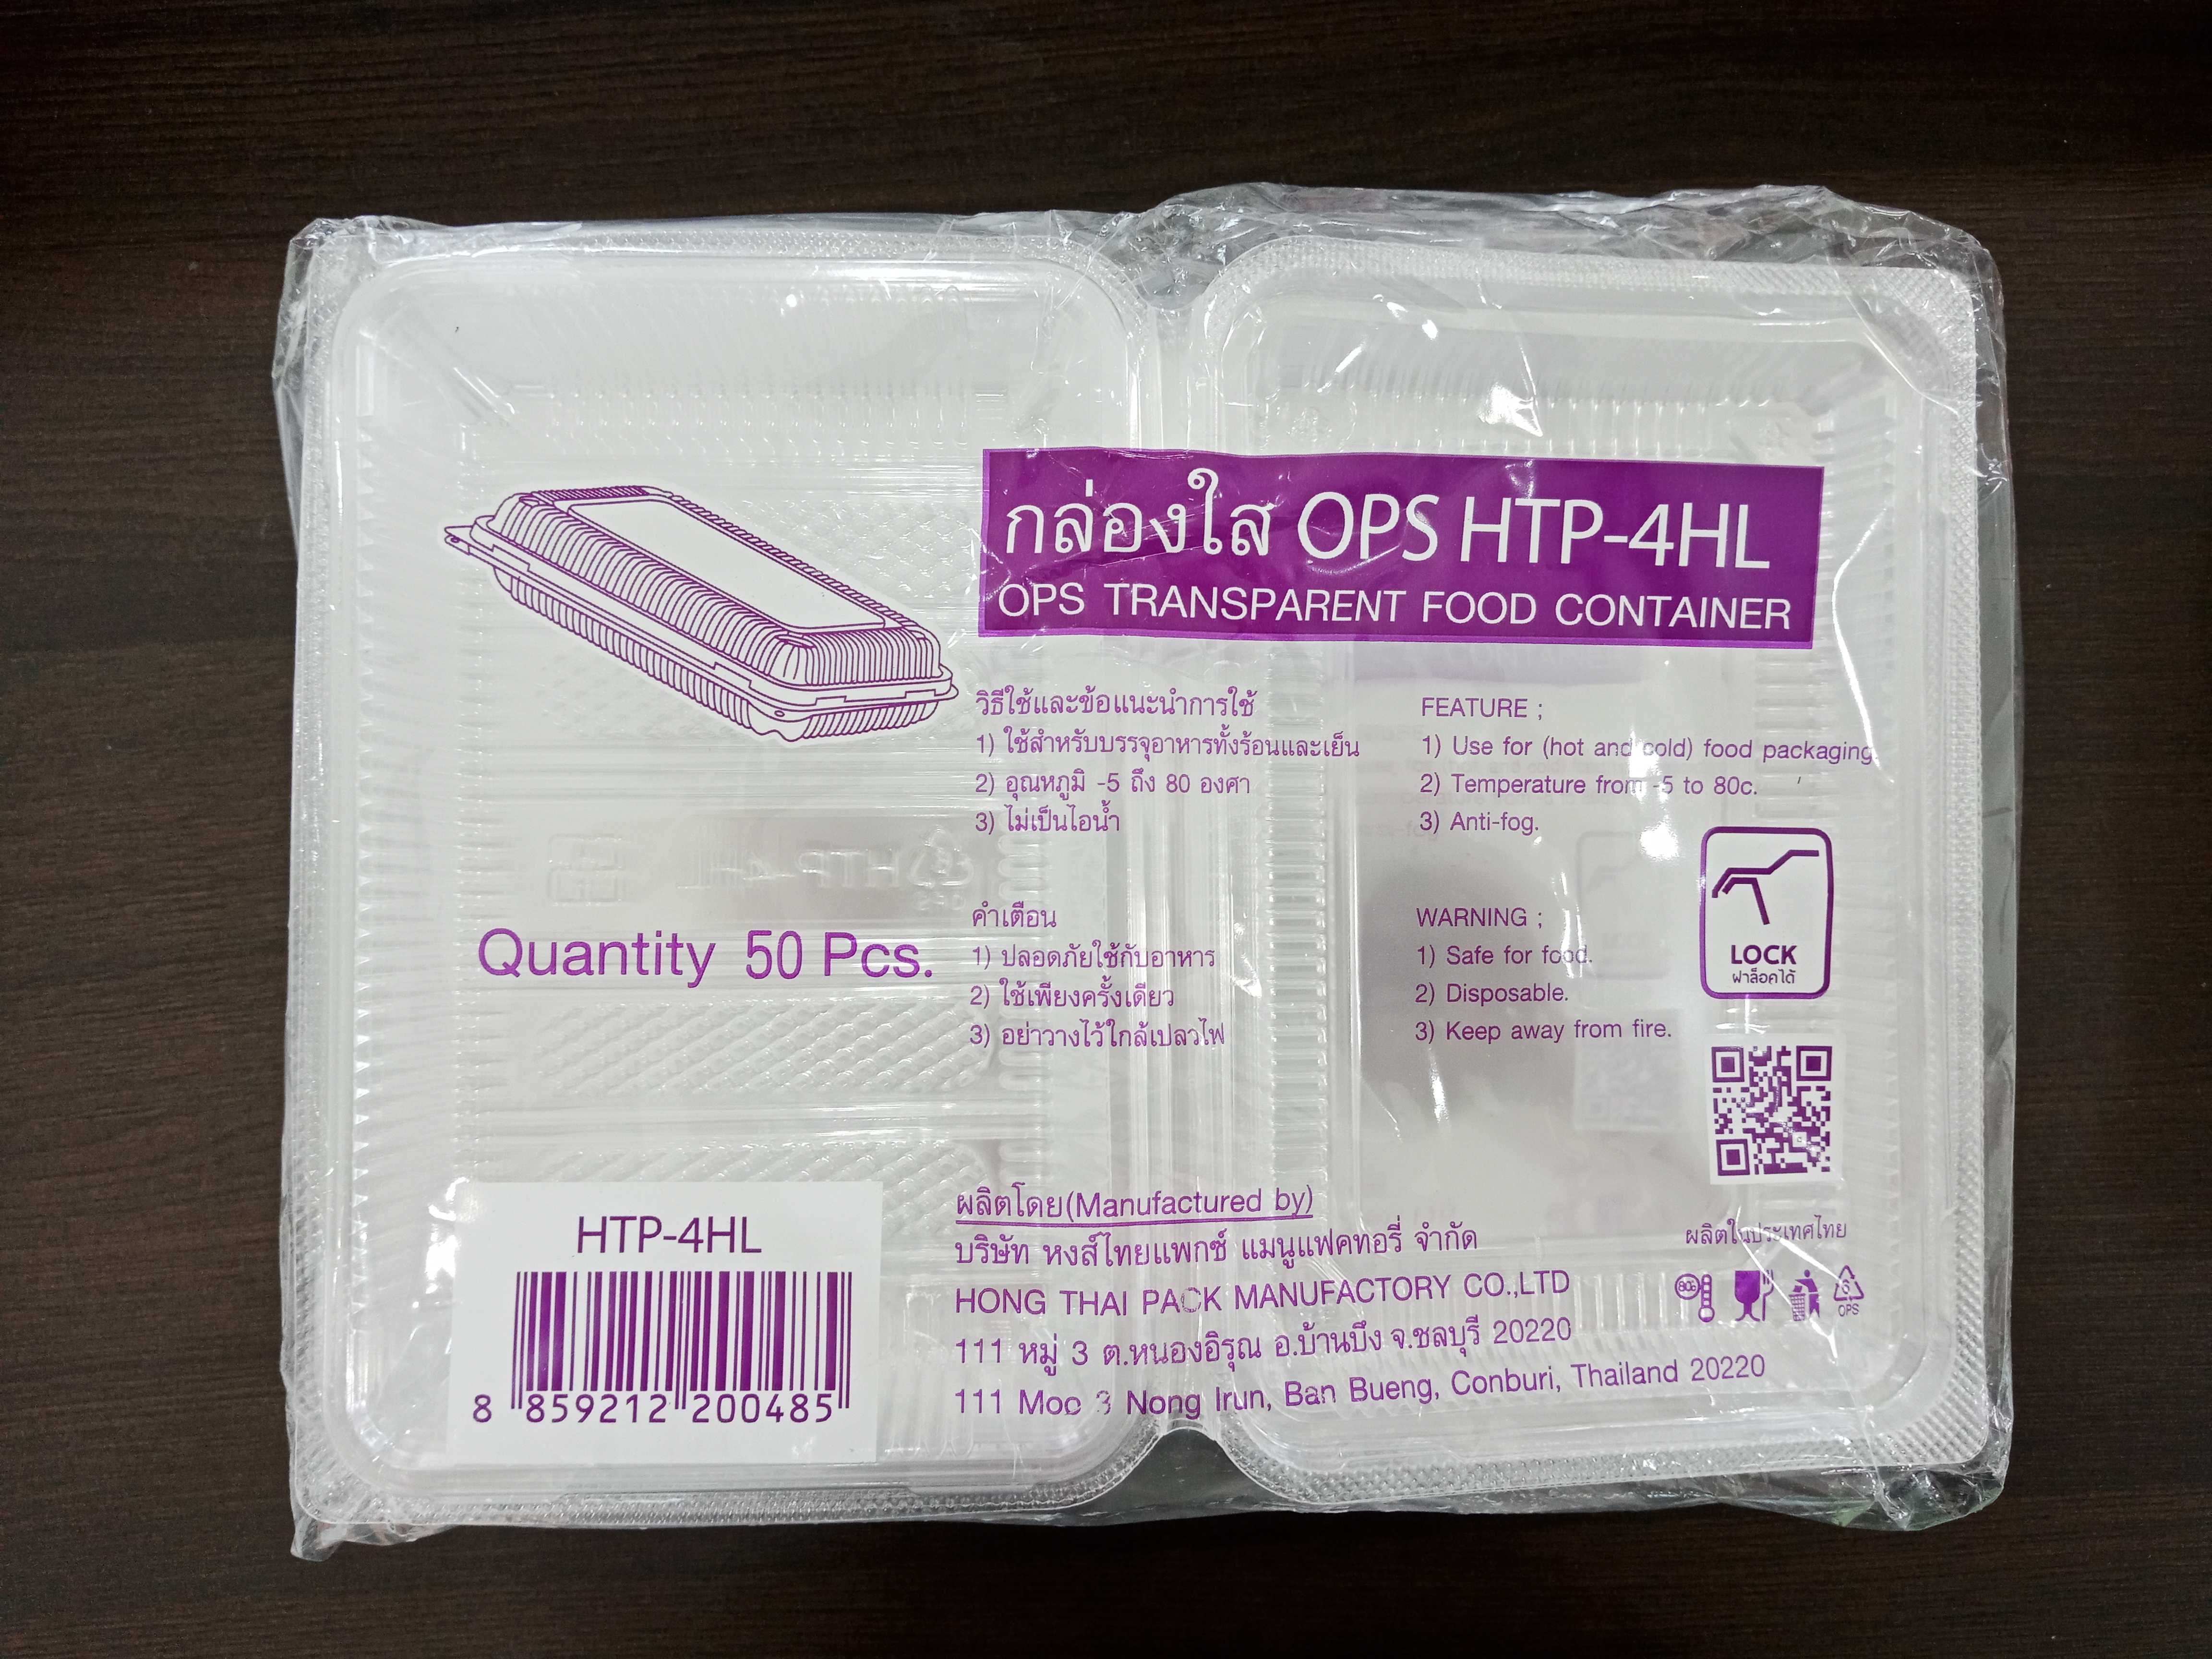 กล่องใส OPS HTP-4HL
OPS TRANSPARENT FOOD CONTAINER
วิธีใช้และข้อแนะนำการใช้
1) ใช้สำหรับบรรจุอาหารทั้งร้อนและเย็น
2) อุณหภูมิ -5 ถึง 80 องศา
3) ไม่เป็นไอน้ำ
FEATURE ;
1) Use for (hot and cold) food packaging
2) Temperature from -5 to 80c.
3) Anti-fog.
HTP-4HL
Quantity 50 Pcs.
คำเตือน
1) ปลอดภัยใช้กับอาหาร
2) ใช้เพียงครั้งเดียว
3) อย่าวางไว้ใกล้เปลวไฟ
WARNING ;
1) Safe for food.
2) Disposable.
3) Keep away from fire.
LOCK
ฝาล็อคได้
HTP-4HL
8 859212 200485
ผลิตโดย(Manufactured by)
บริษัท หงส์ไทยแพกซ์ แมนูแฟคทอรี่ จำกัด
HONG THAI PACK MANUFACTORY CO.,LTD
111 หมู่ 3 ต.หนองอิรุณ อ.บ้านบึง จ.ชลบุรี 20220
111 Moo 3 Nong Irun, Ban Bueng, Conburi, Thailand 20220
ผลิตในประเทศไทย
80c
6
OPS